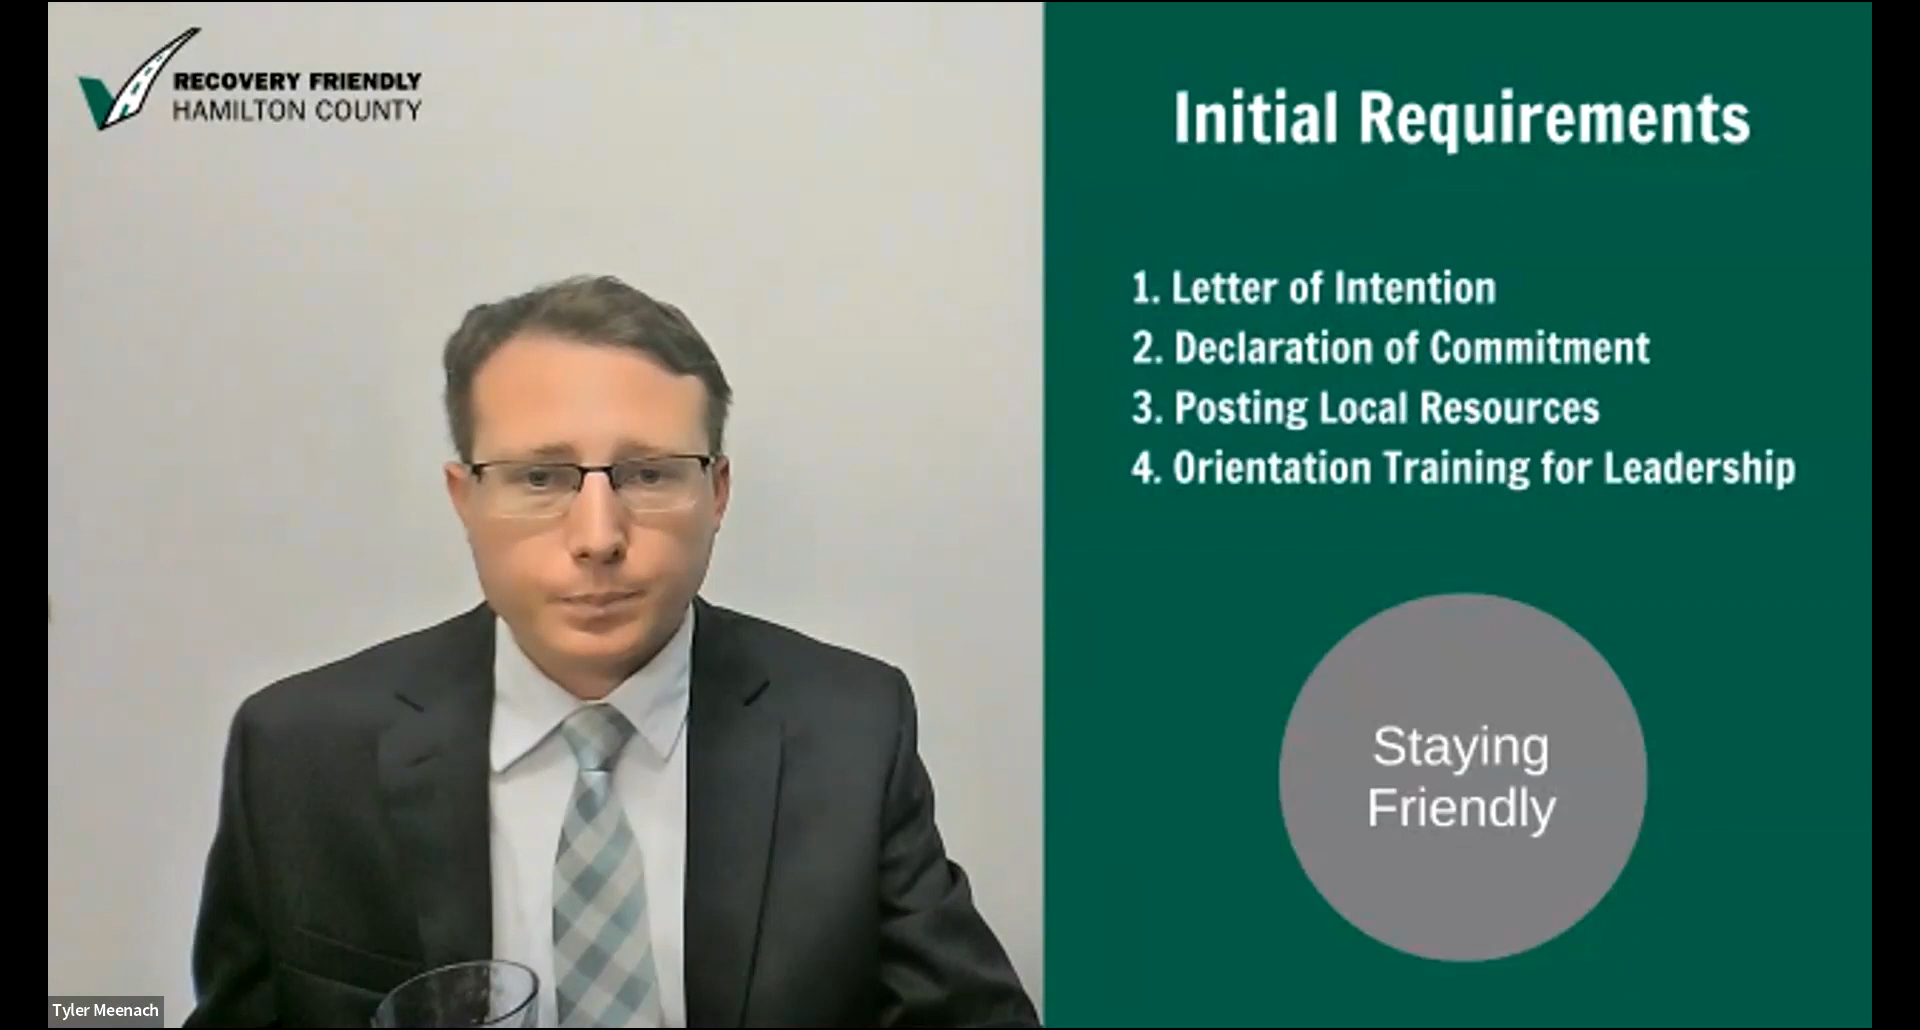 RECOVERY FRIENDLY
HAMILTON COUNTY
Initial Requirements
1. Letter of Intention
2. Declaration of Commitment
3. Posting Local Resources
4. Orientation Training for Leadership
Staying
Friendly
Tyler Meenach